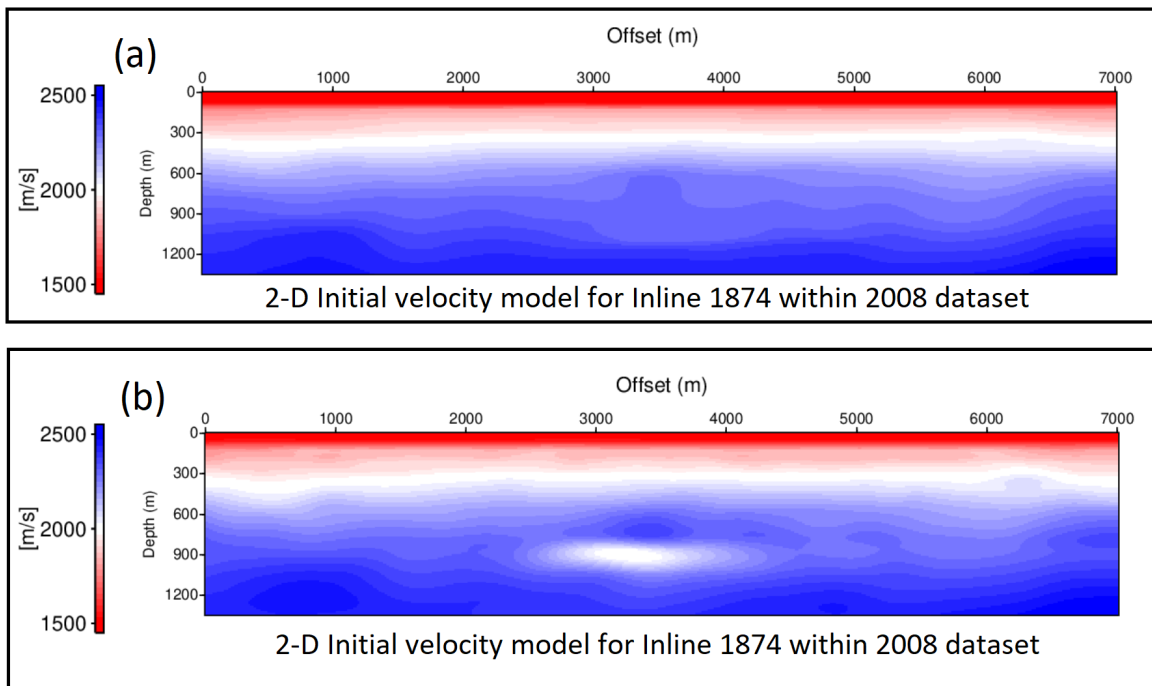 Offset (m)
(a)
0 1000 2000 3000 4000 5000 6000 7000
2500
2000
1500
[m/s]
Depth (m)
0
300
600
900
1200
2-D Initial velocity model for Inline 1874 within 2008 dataset
Offset (m)
(b)
0 1000 2000 3000 4000 5000 6000 7000
2500
2000
1500
[m/s]
Depth (m)
0
300
600
900
1200
2-D Initial velocity model for Inline 1874 within 2008 dataset